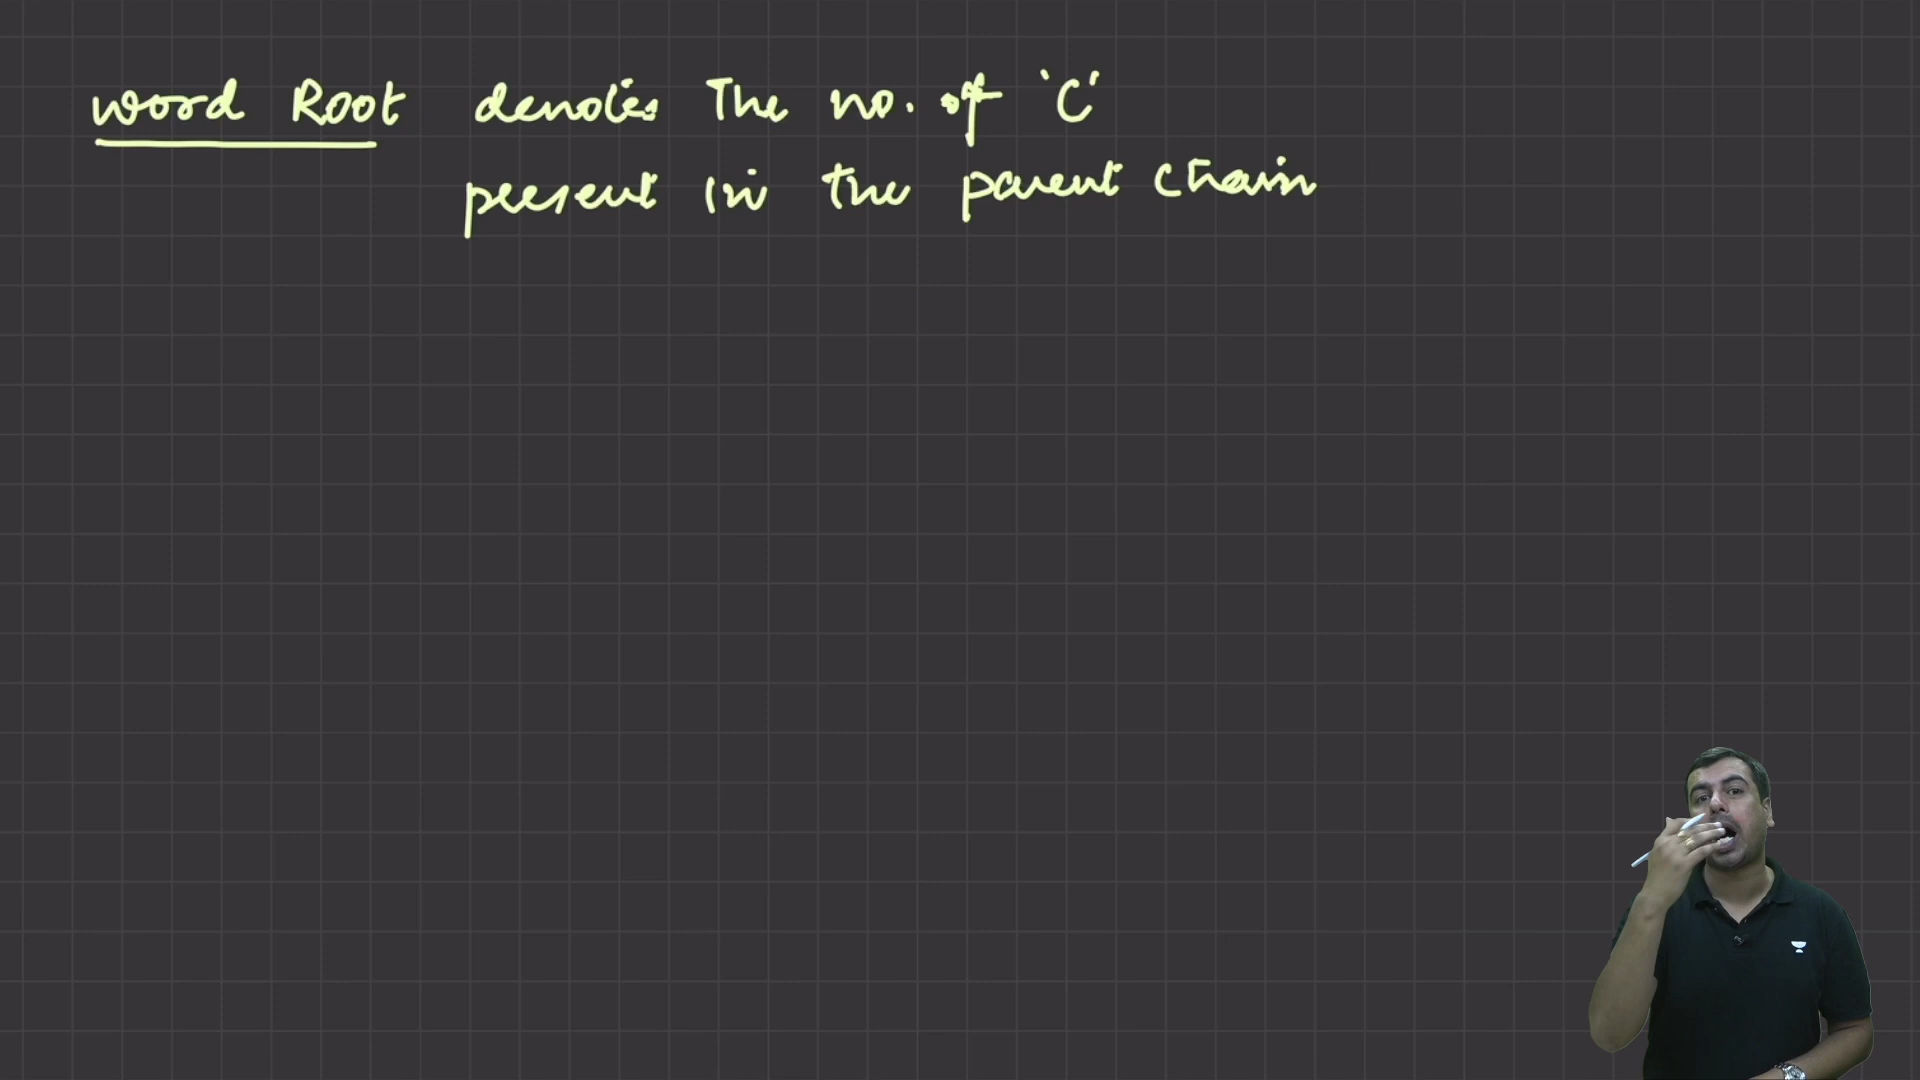 word Root denotes The no. of 'C'
present in the parent chain